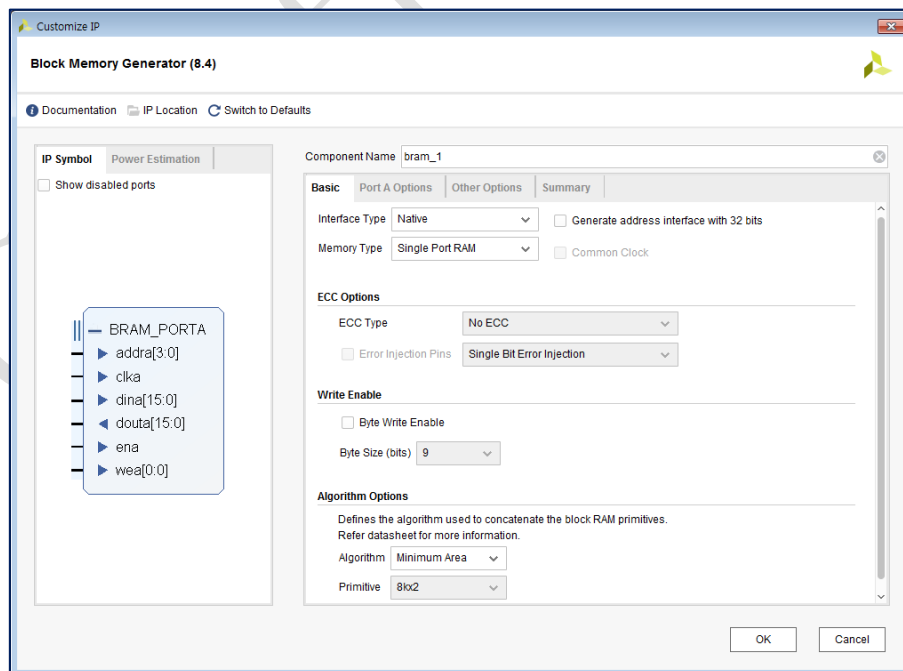 Customize IP
Block Memory Generator (8.4)
Documentation IP Location Switch to Defaults
IP Symbol Power Estimation
Show disabled ports
BRAM_PORTA
addra[3:0]
clka
dina[15:0]
douta[15:0]
ena
wea[0:0]
Component Name bram_1
Basic Port A Options Other Options Summary
Interface Type Native Generate address interface with 32 bits
Memory Type Single Port RAM Common Clock
ECC Options
ECC Type No ECC
Error Injection Pins Single Bit Error Injection
Write Enable
Byte Write Enable
Byte Size (bits) 9
Algorithm Options
Defines the algorithm used to concatenate the block RAM primitives.
Refer datasheet for more information.
Algorithm Minimum Area
Primitive 8kx2
OK Cancel